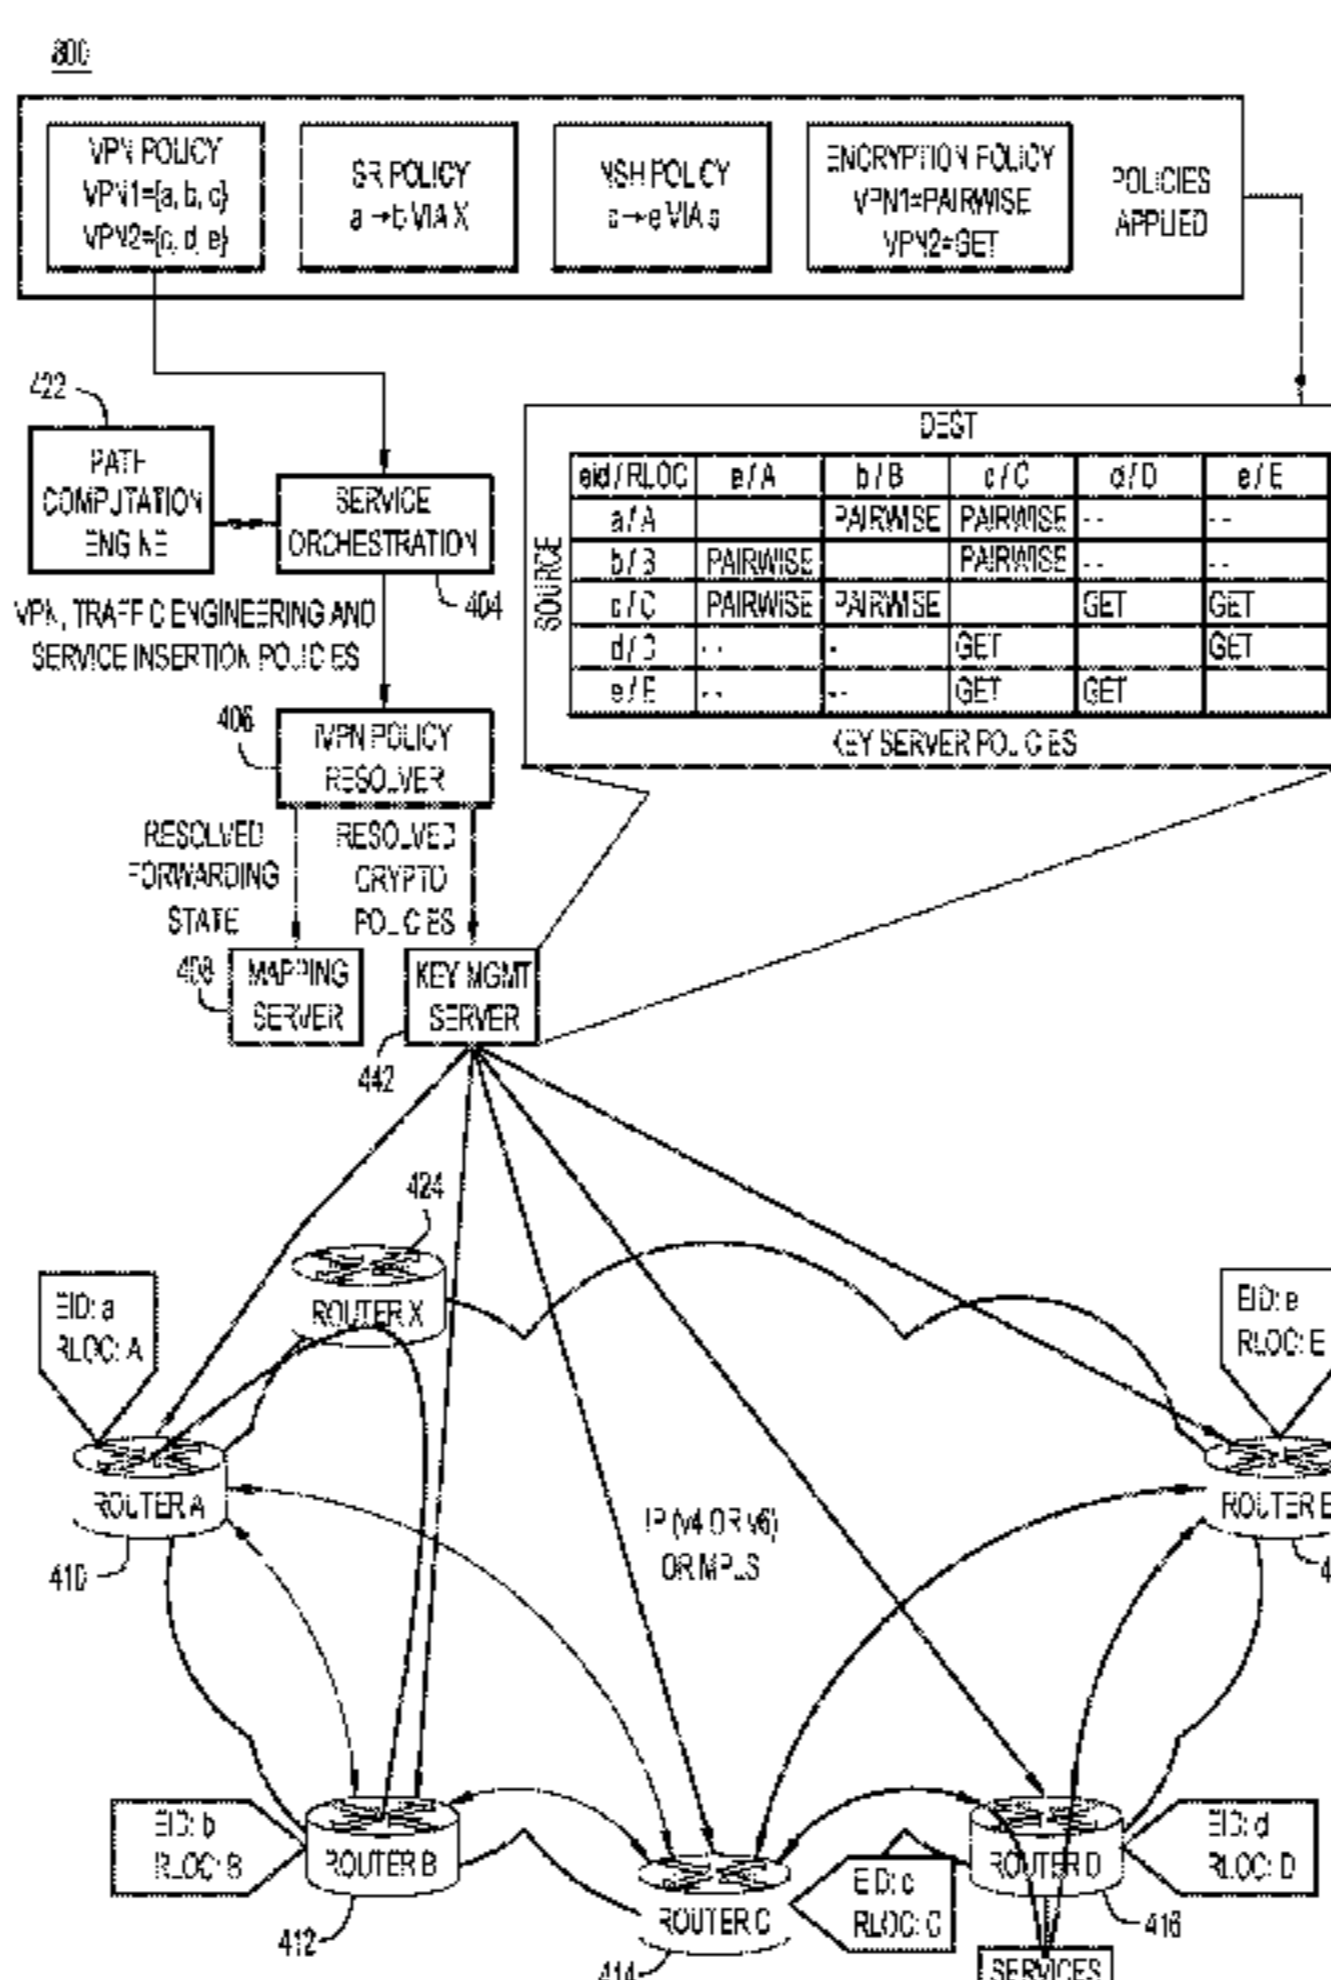 800
VPN POLICY
VPN1={a, b, c}
VPN2={c, d, e}
SR POLICY
a→b VIA X
NSH POLICY
c→e VIA s
ENCRYPTION POLICY
VPN1=PAIRWISE
VPN2=GET
POLICIES
APPLIED
422
PATH
COMPUTATION
ENGINE
SERVICE
ORCHESTRATION
404
VPN, TRAFFIC ENGINEERING AND
SERVICE INSERTION POLICIES
406
iVPN POLICY
RESOLVER
DEST
SOURCE
eid / RLOC a / A b / B c / C d / D e / E
a / A PAIRWISE PAIRWISE -- --
b / B PAIRWISE PAIRWISE -- --
c / C PAIRWISE PAIRWISE GET GET
d / D -- - GET GET
e / E -- -- GET GET
KEY SERVER POLICIES
RESOLVED
FORWARDING
STATE
RESOLVED
CRYPTO
POLICIES
408
MAPPING
SERVER
KEY MGMT
SERVER
442
424
ROUTER X
EID: a
RLOC: A
ROUTER A
410
EID: e
RLOC: E
ROUTER E
IP (v4 OR v6)
OR MPLS
EID: b
RLOC: B
ROUTER B
412
ROUTER C
414
EID: c
RLOC: C
ROUTER D
416
EID: d
RLOC: D
SERVICES